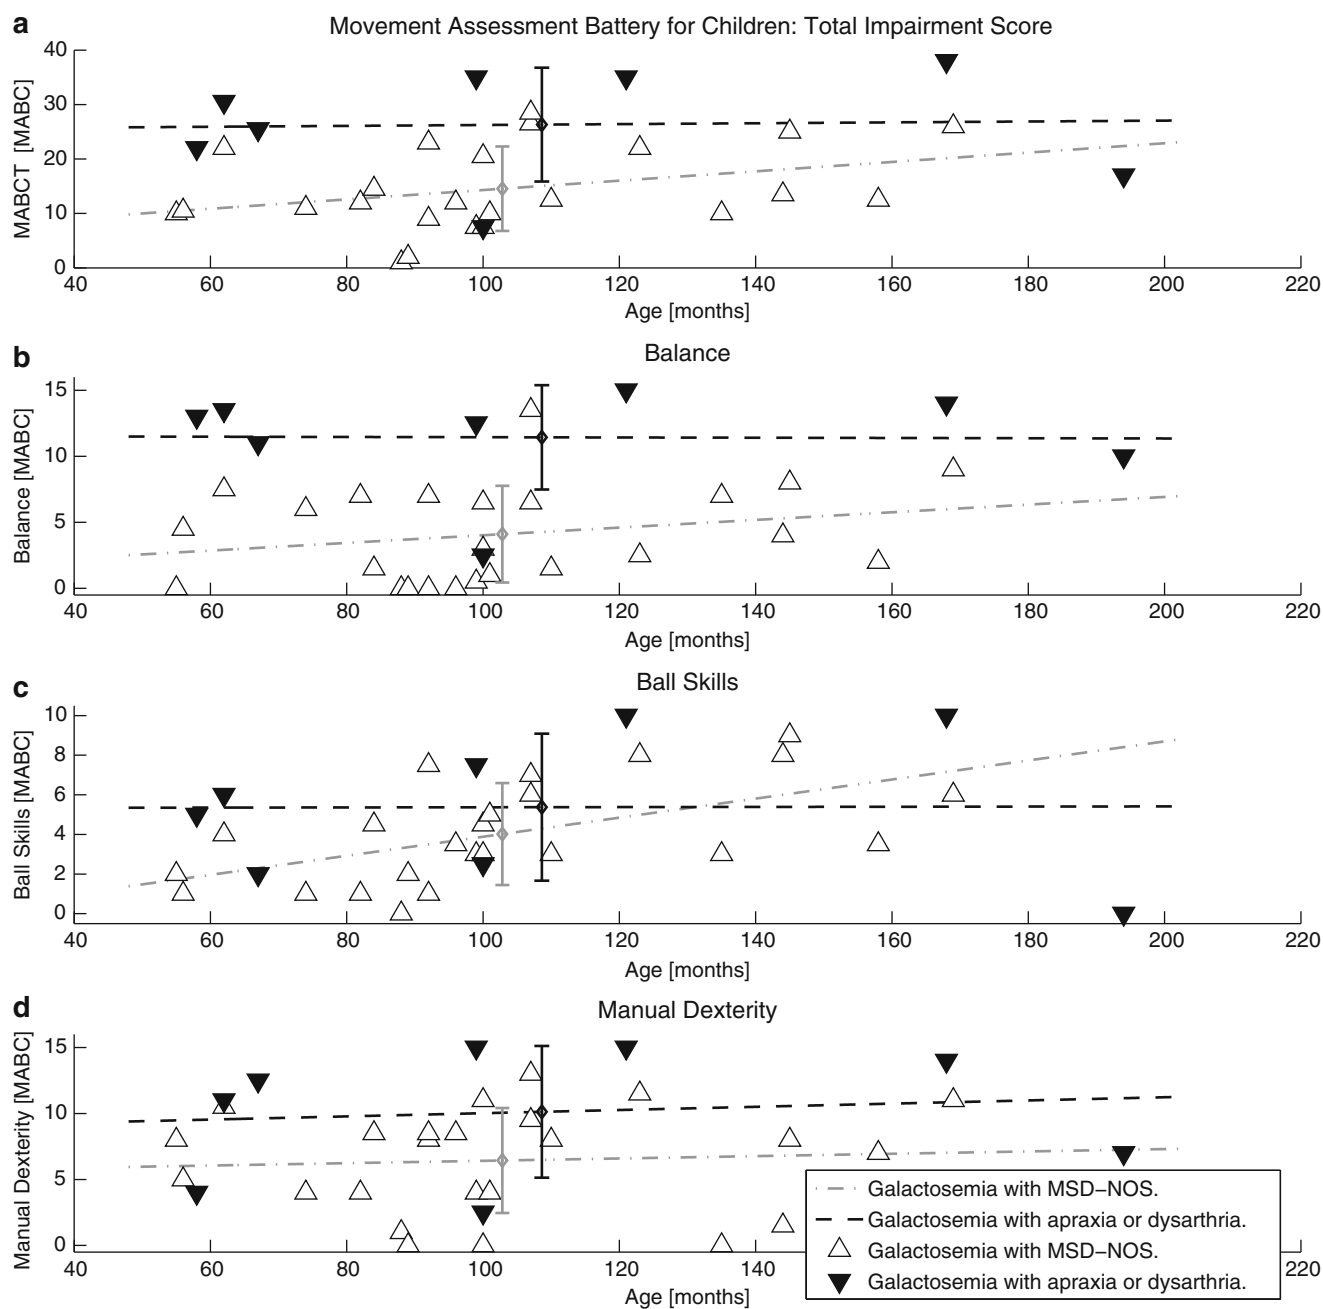 a
Movement Assessment Battery for Children: Total Impairment Score
40
30
20
10
0
MABCT [MABC]
40 60 80 100 120 140 160 180 200 220
Age [months]
b
Balance
15
10
5
0
Balance [MABC]
40 60 80 100 120 140 160 180 200 220
Age [months]
c
Ball Skills
10
8
6
4
2
0
Ball Skills [MABC]
40 60 80 100 120 140 160 180 200 220
Age [months]
d
Manual Dexterity
15
10
5
0
Manual Dexterity [MABC]
Galactosemia with MSD–NOS.
Galactosemia with apraxia or dysarthria.
Galactosemia with MSD–NOS.
Galactosemia with apraxia or dysarthria.
40 60 80 100 120 140 220
Age [months]